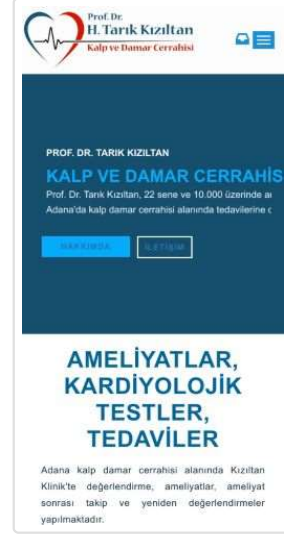 Prof. Dr.
H. Tarık Kızıltan
Kalp ve Damar Cerrahisi
PROF. DR. TARIK KIZILTAN
KALP VE DAMAR CERRAHİS
Prof. Dr. Tarık Kızıltan, 22 sene ve 10.000 üzerinde
Adana'da kalp damar cerrahisi alanında tedavilerine
HAKKIMDA
İLETİŞİM
AMELİYATLAR,
KARDİYOLOJİK
TESTLER,
TEDAVİLER
Adana kalp damar cerrahisi alanında Kızıltan
Klinik'te değerlendirme, ameliyatlar, ameliyat
sonrası takip ve yeniden değerlendirmeler
yapılmaktadır.